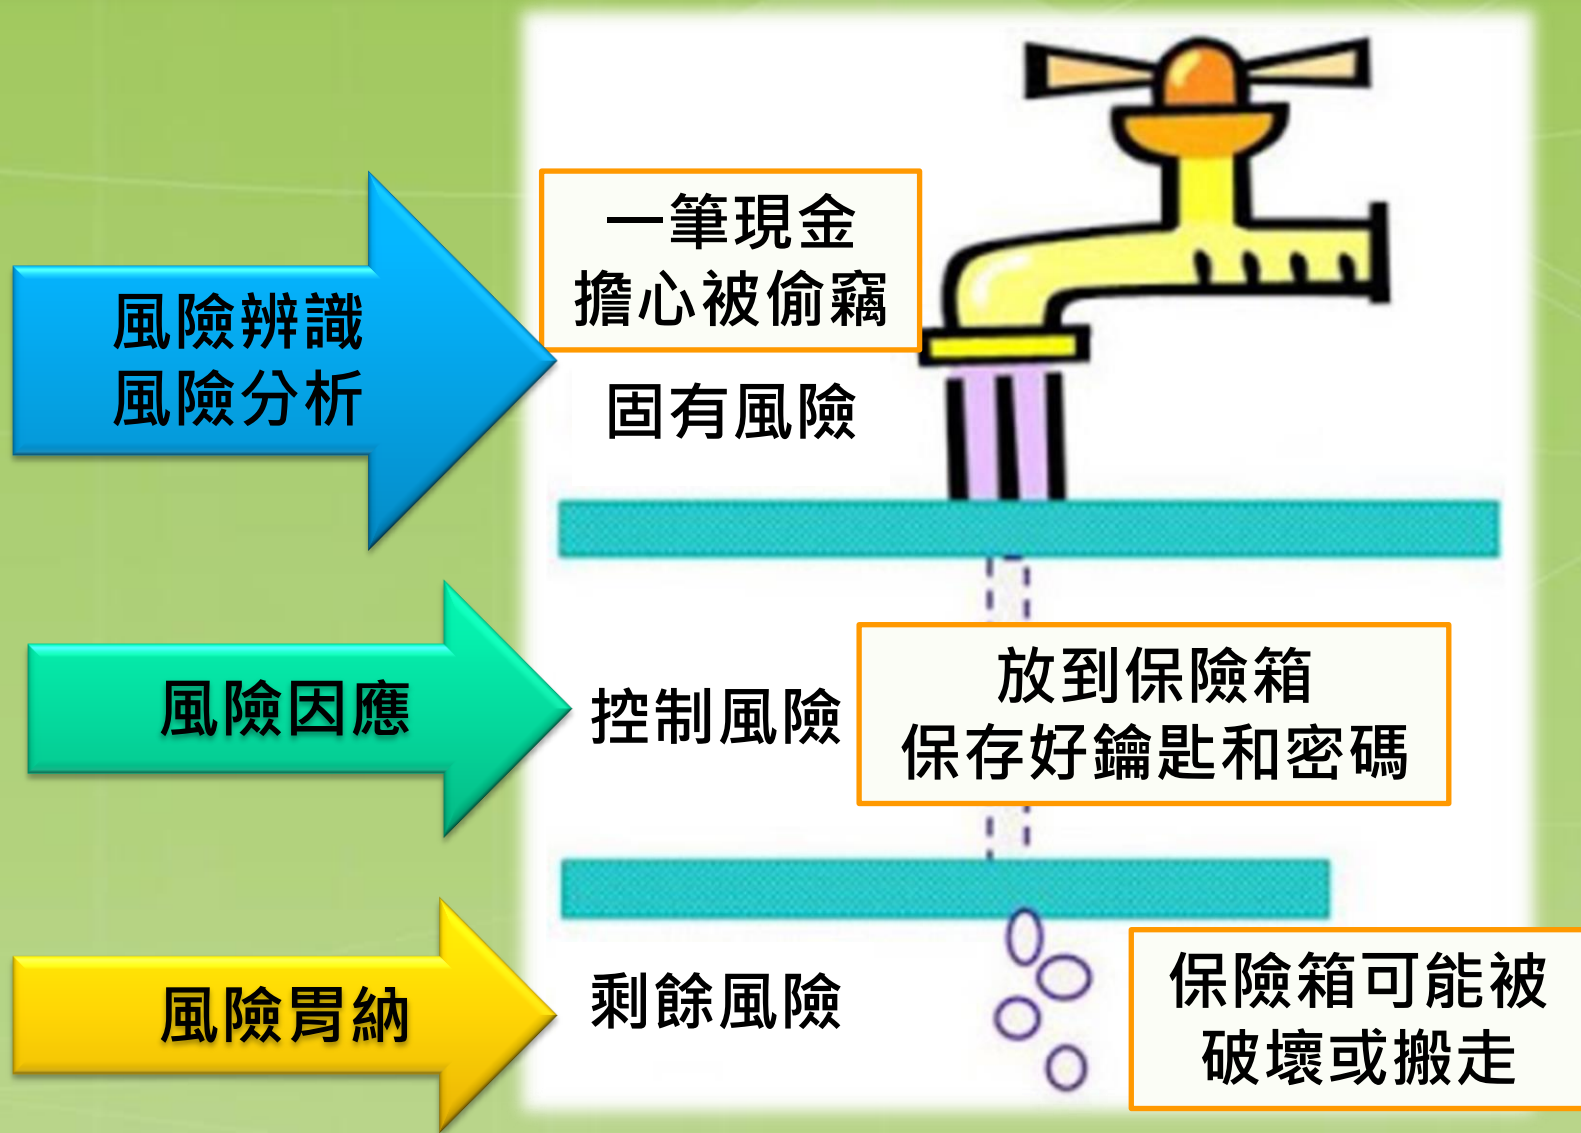 一筆現金
擔心被偷竊
風險辨識
風險分析
固有風險
風險因應
控制風險
放到保險箱
保存好鑰匙和密碼
風險胃納
剩餘風險
保險箱可能被
破壞或搬走